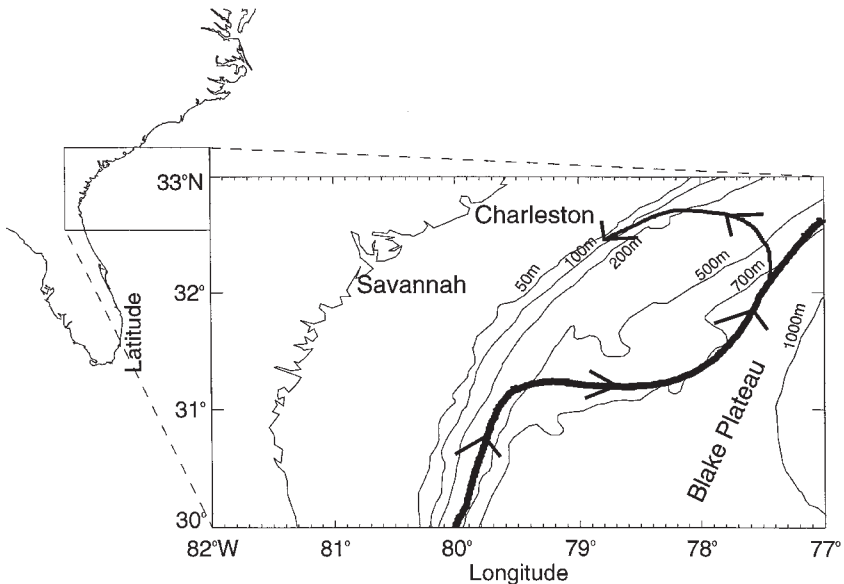 33°N
Charleston
50m
100m
200m
500m
700m
1000m
Savannah
32°
Latitude
31°
Blake Plateau
30°
82°W
81°
80°
79°
78°
77°
Longitude